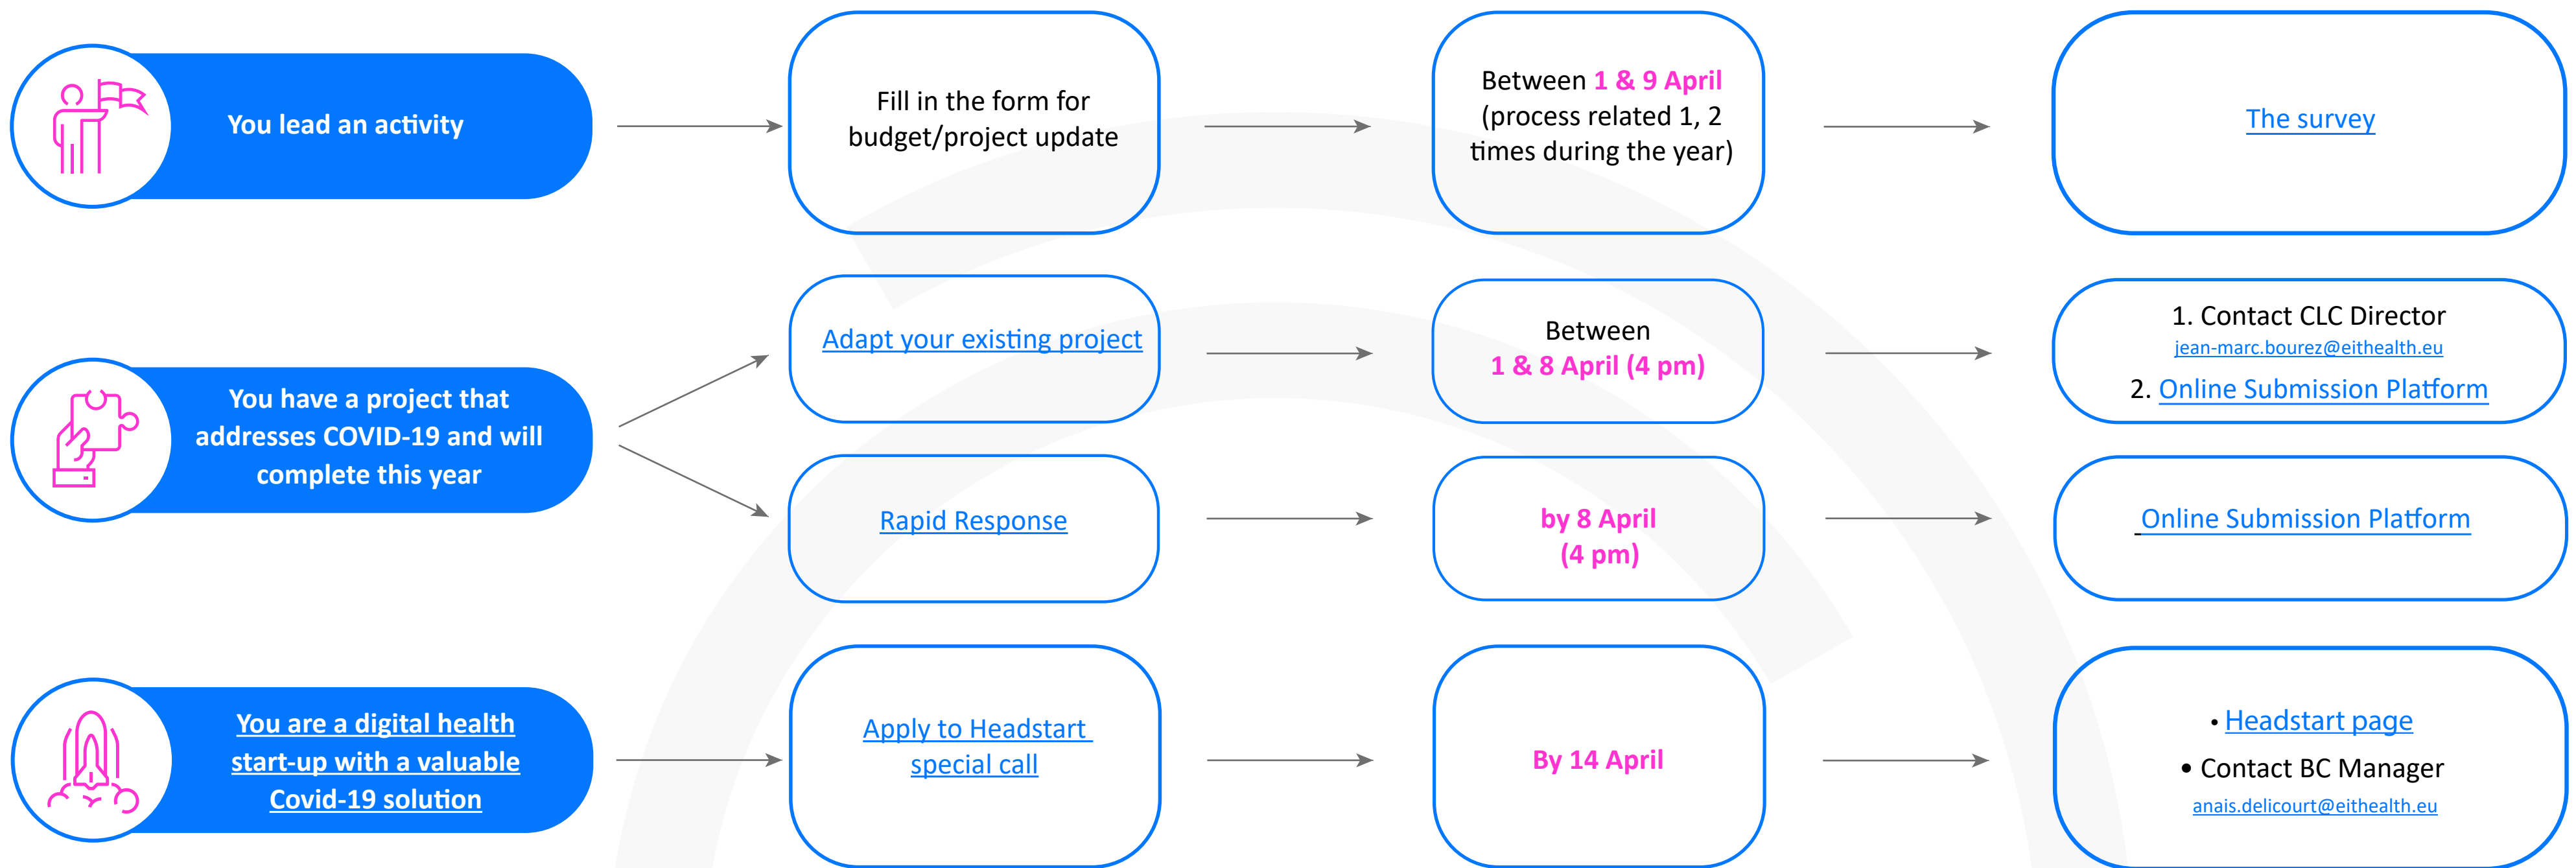 You lead an activity
Fill in the form for
budget/project update
Between 1 & 9 April
(process related 1, 2
times during the year)
The survey
You have a project that
addresses COVID-19 and will
complete this year
Adapt your existing project
Between
1 & 8 April (4 pm)
1. Contact CLC Director
jean-marc.bourez@eithealth.eu
2. Online Submission Platform
Rapid Response
by 8 April
(4 pm)
Online Submission Platform
You are a digital health
start-up with a valuable
Covid-19 solution
Apply to Headstart
special call
By 14 April
• Headstart page
• Contact BC Manager
anais.delicourt@eithealth.eu